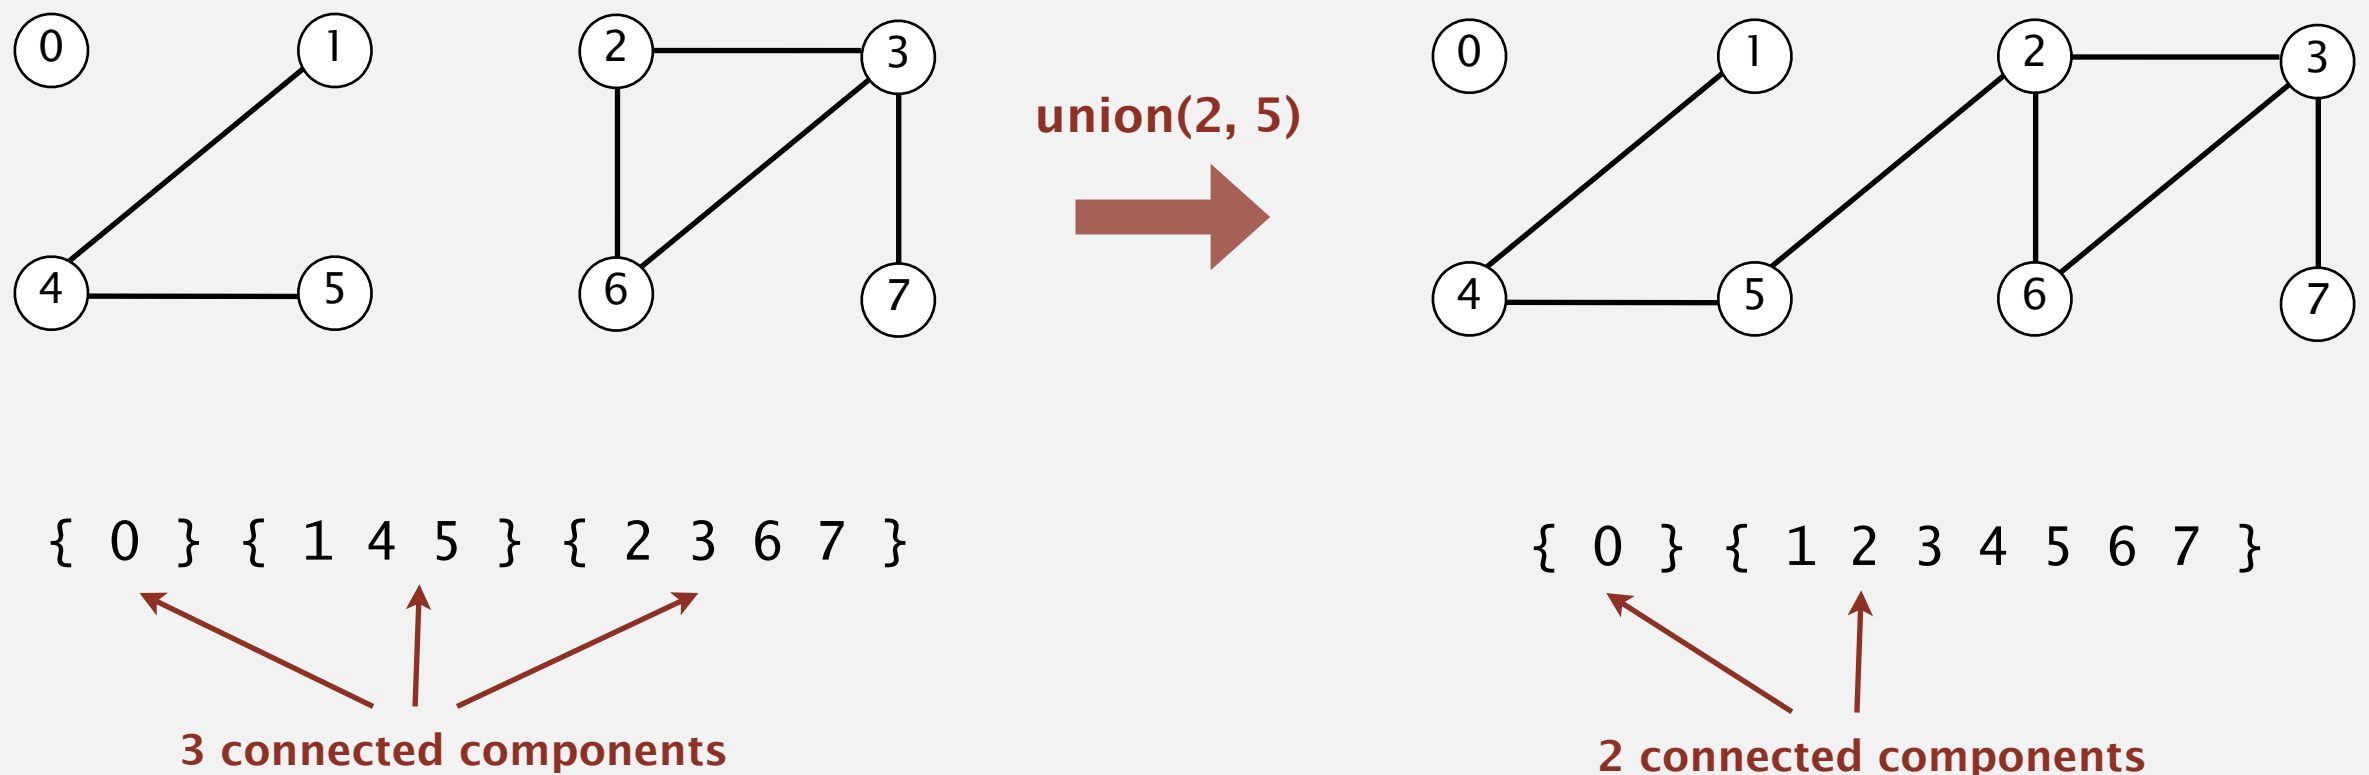 0 1 2 3
4 5 6 7
union(2, 5)
0 1 2 3
4 5 6 7
{ 0 } { 1 4 5 } { 2 3 6 7 }
3 connected components
{ 0 } { 1 2 3 4 5 6 7 }
2 connected components